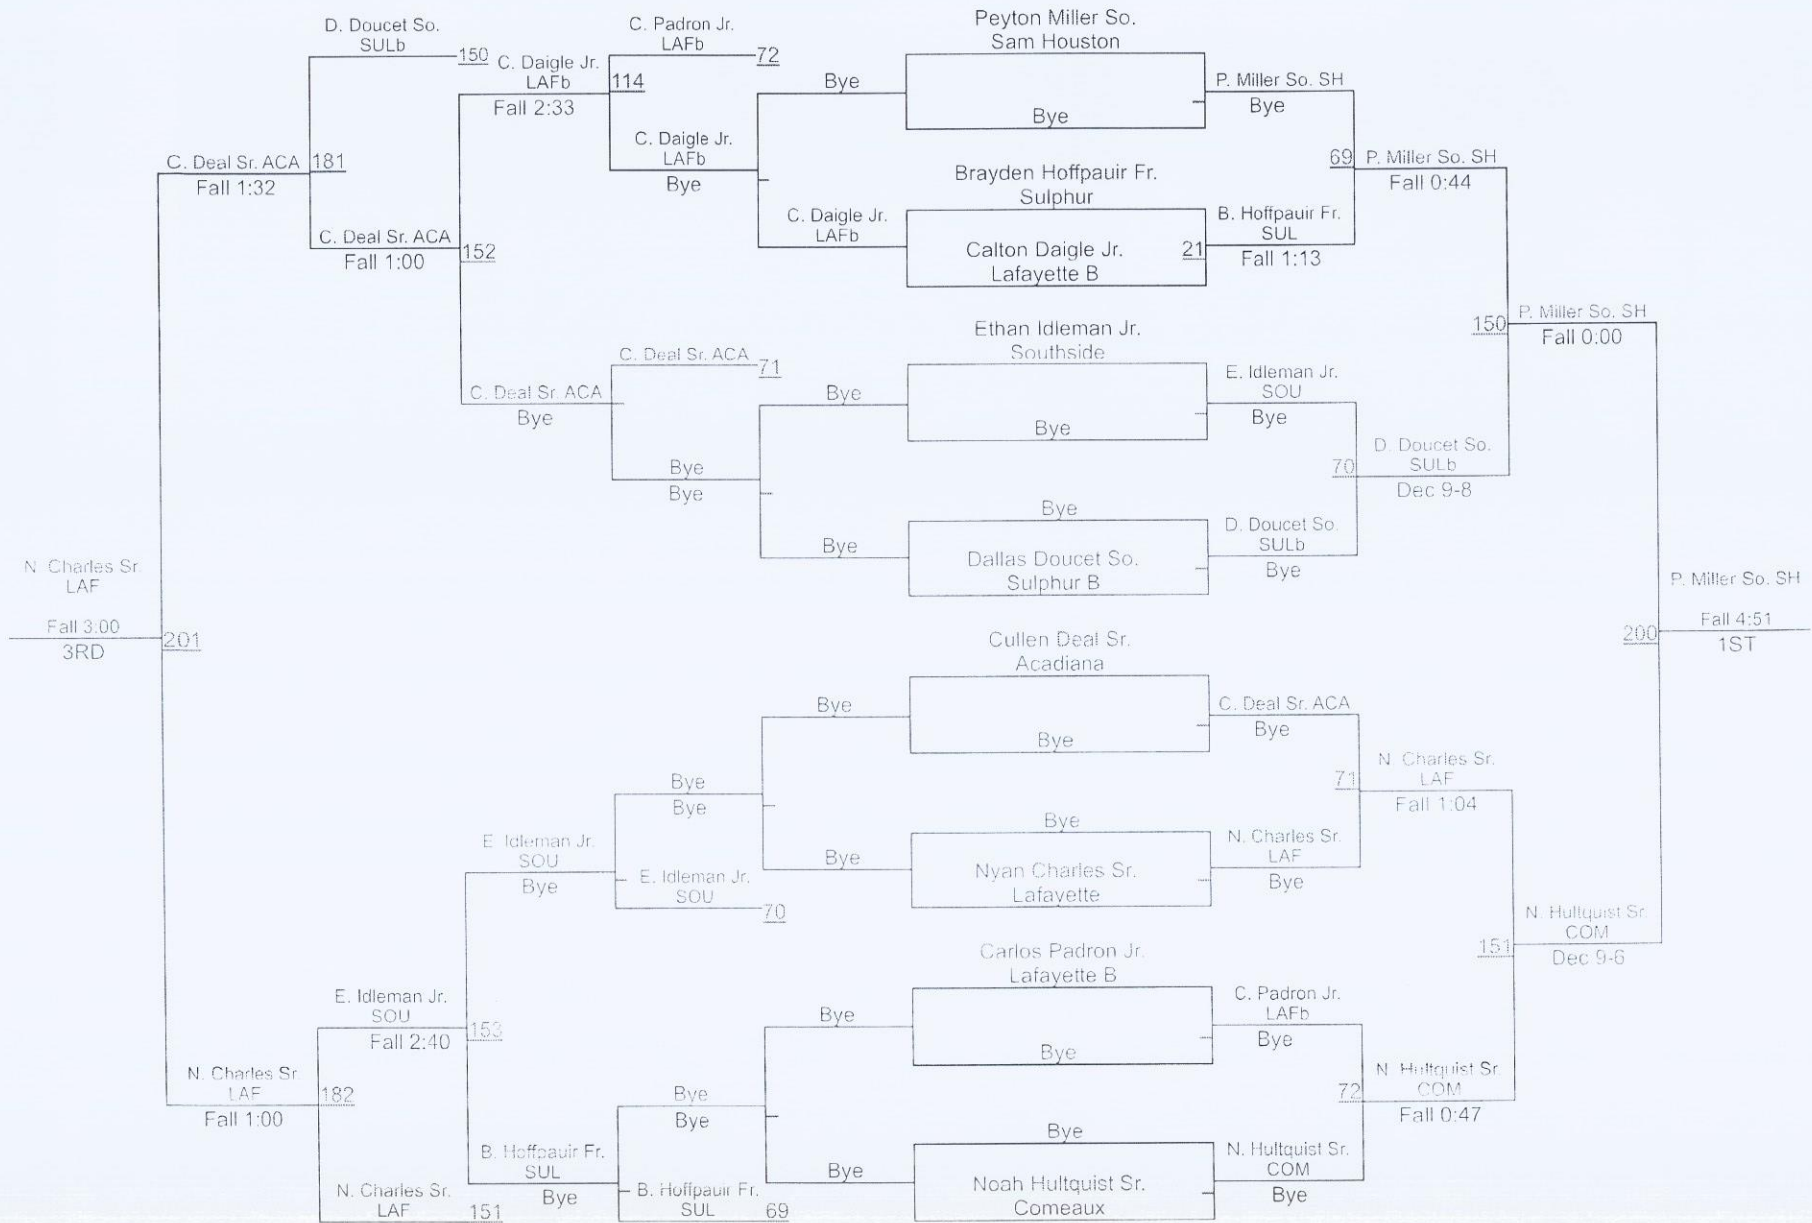 D. Doucet So.
SULb
150
C. Daigle Jr.
LAFb
Fall 2:33
C. Padron Jr.
LAFb
72
114
C. Daigle Jr.
LAFb
Bye
Bye
C. Daigle Jr.
LAFb
Peyton Miller So.
Sam Houston
Bye
P. Miller So. SH
Bye
Brayden Hoffpauir Fr.
Sulphur
Calton Daigle Jr.
Lafayette B
21
B. Hoffpauir Fr.
SUL
Fall 1:13
69
P. Miller So. SH
Fall 0:44
C. Deal Sr. ACA
Fall 1:32
181
C. Deal Sr. ACA
Fall 1:00
152
C. Deal Sr. ACA
Bye
C. Deal Sr. ACA
71
Bye
Bye
Bye
Bye
Ethan Idleman Jr.
Southside
Bye
E. Idleman Jr.
SOU
Bye
Bye
Dallas Doucet So.
Sulphur B
D. Doucet So.
SULb
Bye
70
D. Doucet So.
SULb
Dec 9-8
150
P. Miller So. SH
Fall 0:00
N. Charles Sr.
LAF
Fall 3:00
3RD
201
P. Miller So. SH
Fall 4:51
1ST
200
Cullen Deal Sr.
Acadiana
Bye
Bye
C. Deal Sr. ACA
Bye
Bye
Bye
Bye
Nyan Charles Sr.
Lafayette
Bye
N. Charles Sr.
LAF
Bye
71
N. Charles Sr.
LAF
Fall 1:04
E. Idleman Jr.
SOU
Bye
E. Idleman Jr.
SOU
70
E. Idleman Jr.
SOU
Fall 2:40
153
N. Charles Sr.
LAF
Fall 1:00
182
N. Charles Sr.
LAF
151
B. Hoffpauir Fr.
SUL
Bye
B. Hoffpauir Fr.
SUL
69
Bye
Bye
Bye
Bye
Carlos Padron Jr.
Lafayette B
Bye
C. Padron Jr.
LAFb
Bye
Bye
Noah Hultquist Sr.
Comeaux
N. Hultquist Sr.
COM
Bye
72
N. Hultquist Sr.
COM
Fall 0:47
151
N. Hultquist Sr.
COM
Dec 9-6